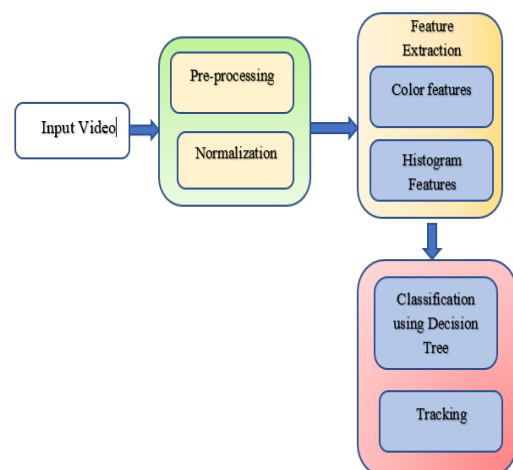 Input Video
Pre-processing
Normalization
Feature
Extraction
Color features
Histogram
Features
Classification
using Decision
Tree
Tracking